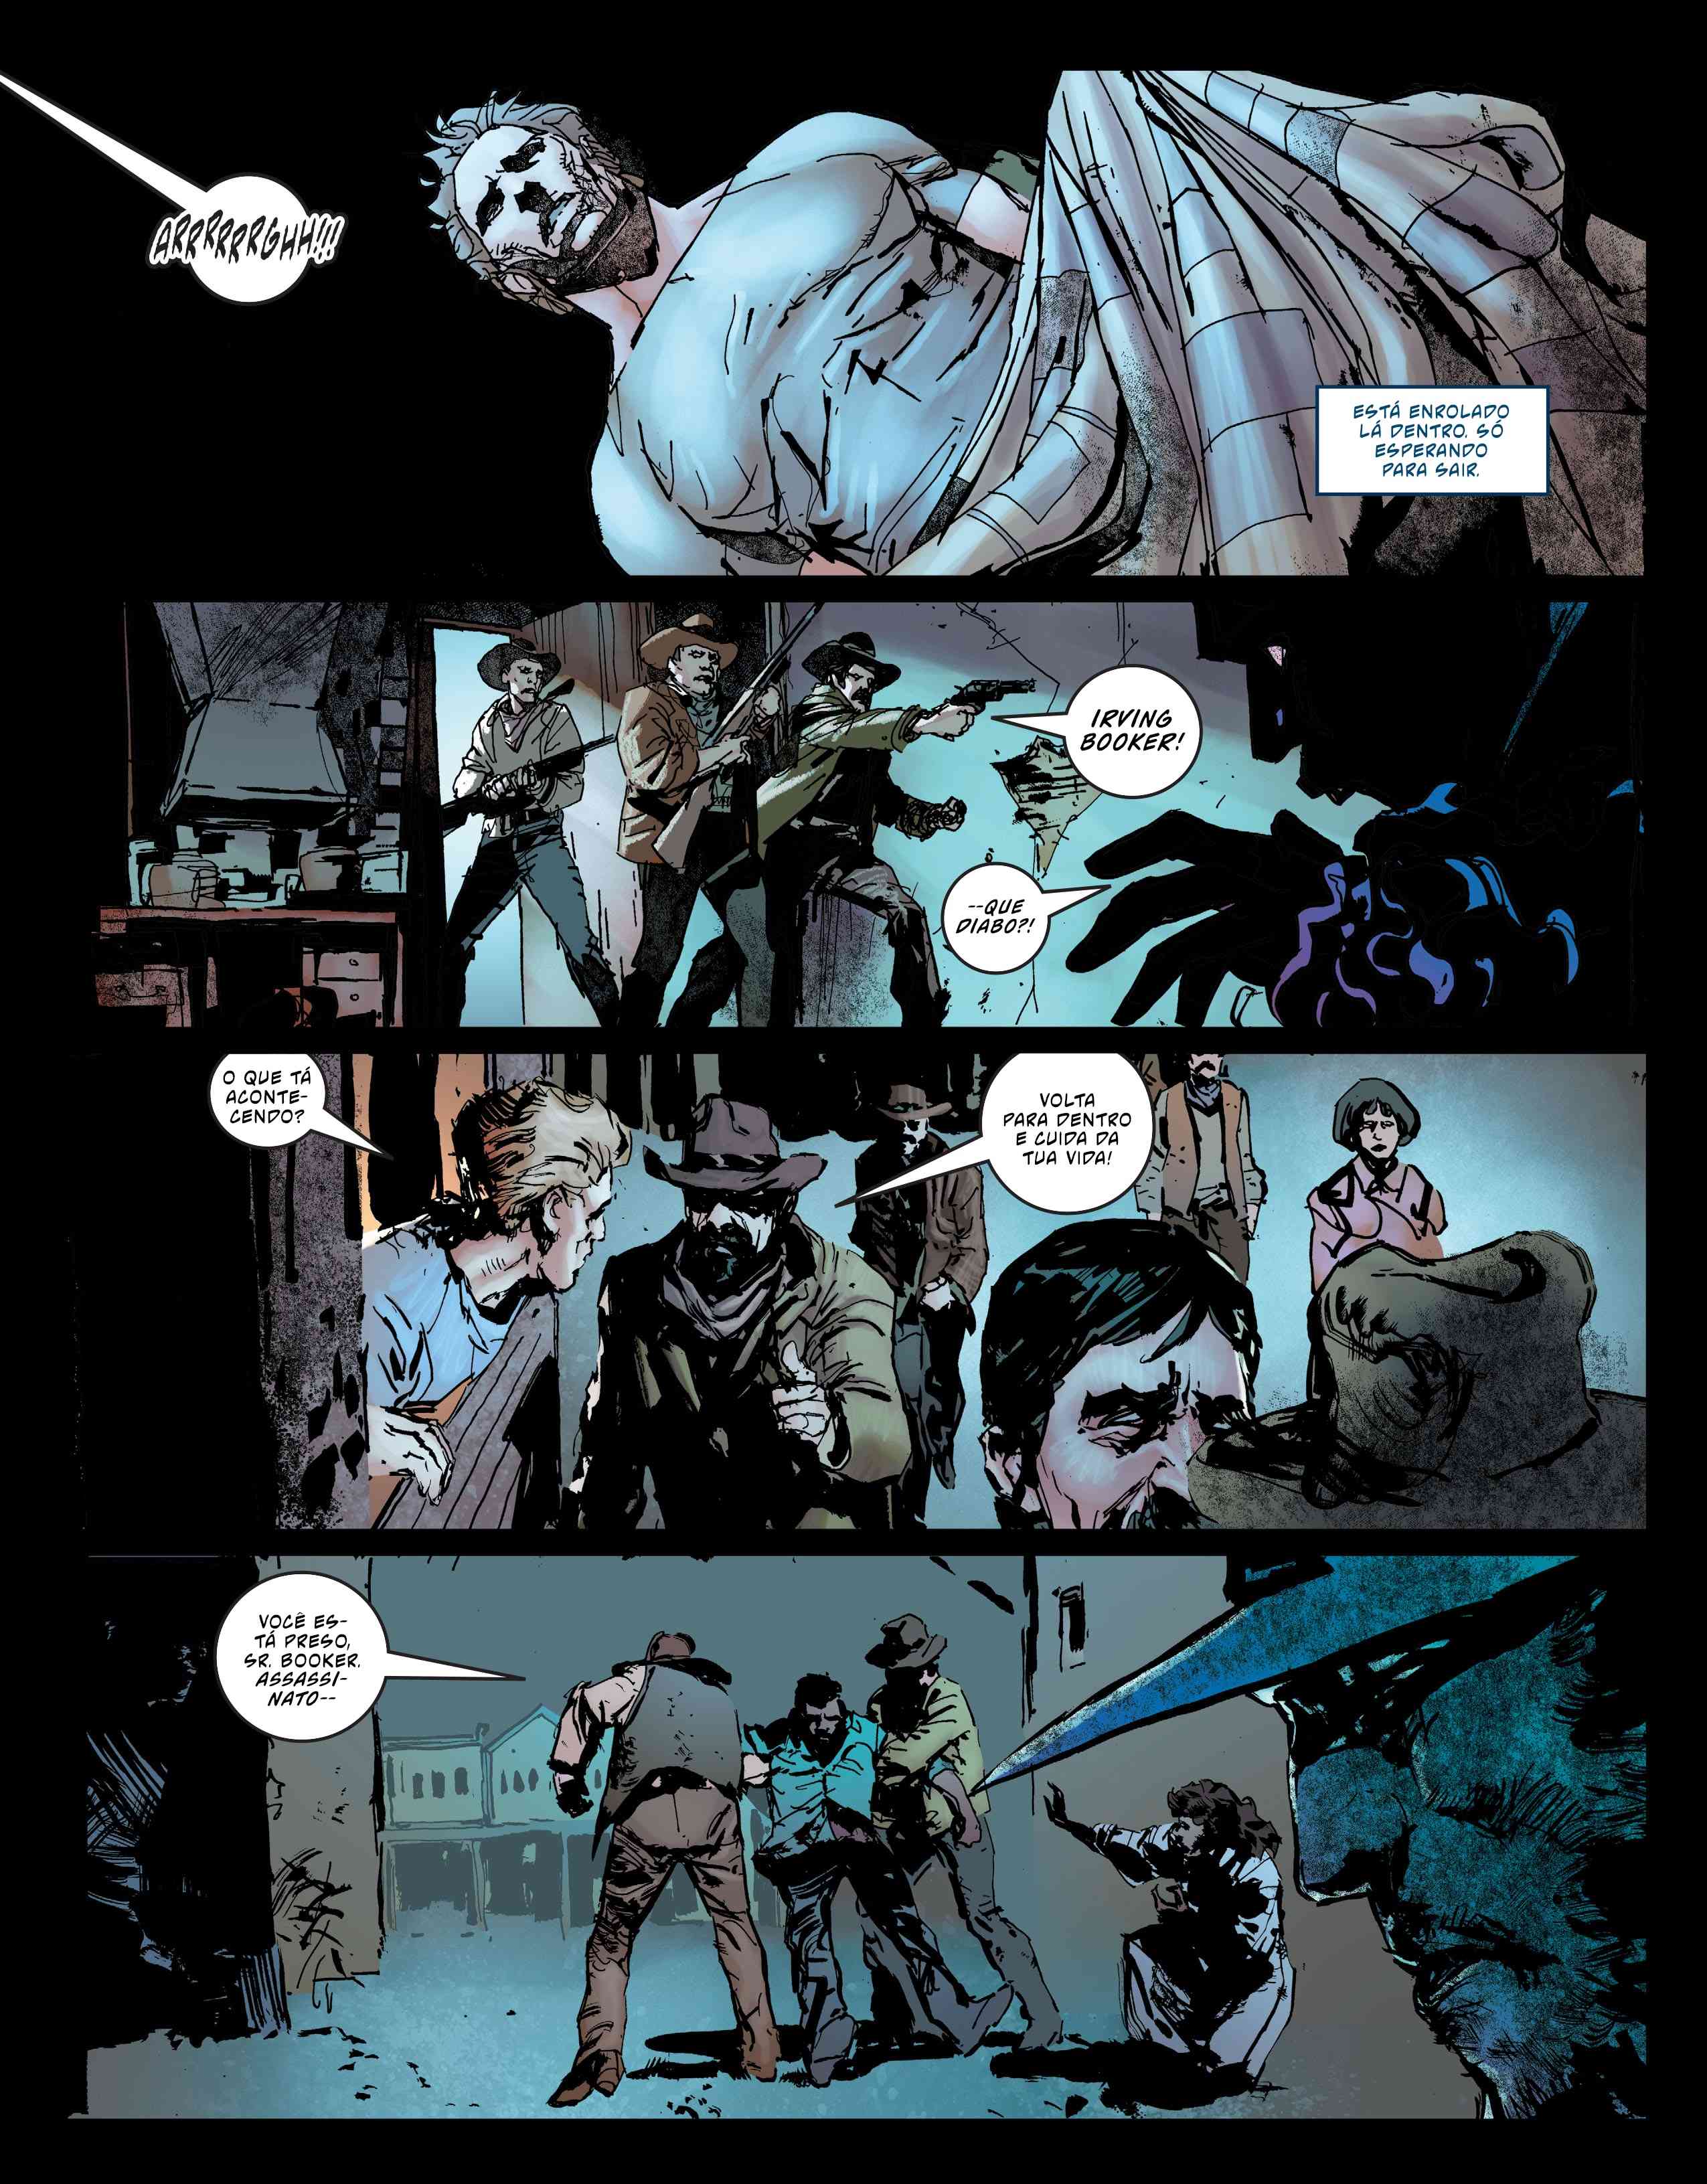 ARRRRRRGHH!!!
ESTÁ ENROLADO
LÁ DENTRO. SÓ
ESPERANDO
PARA SAIR.
IRVING
BOOKER!
--QUE
DIABO?!
O QUE TÁ
ACONTE-
CENDO?
VOLTA
PARA DENTRO
E CUIDA DA
TUA VIDA!
VOCÊ ES-
TÁ PRESO,
SR. BOOKER.
ASSASSI-
NATO--